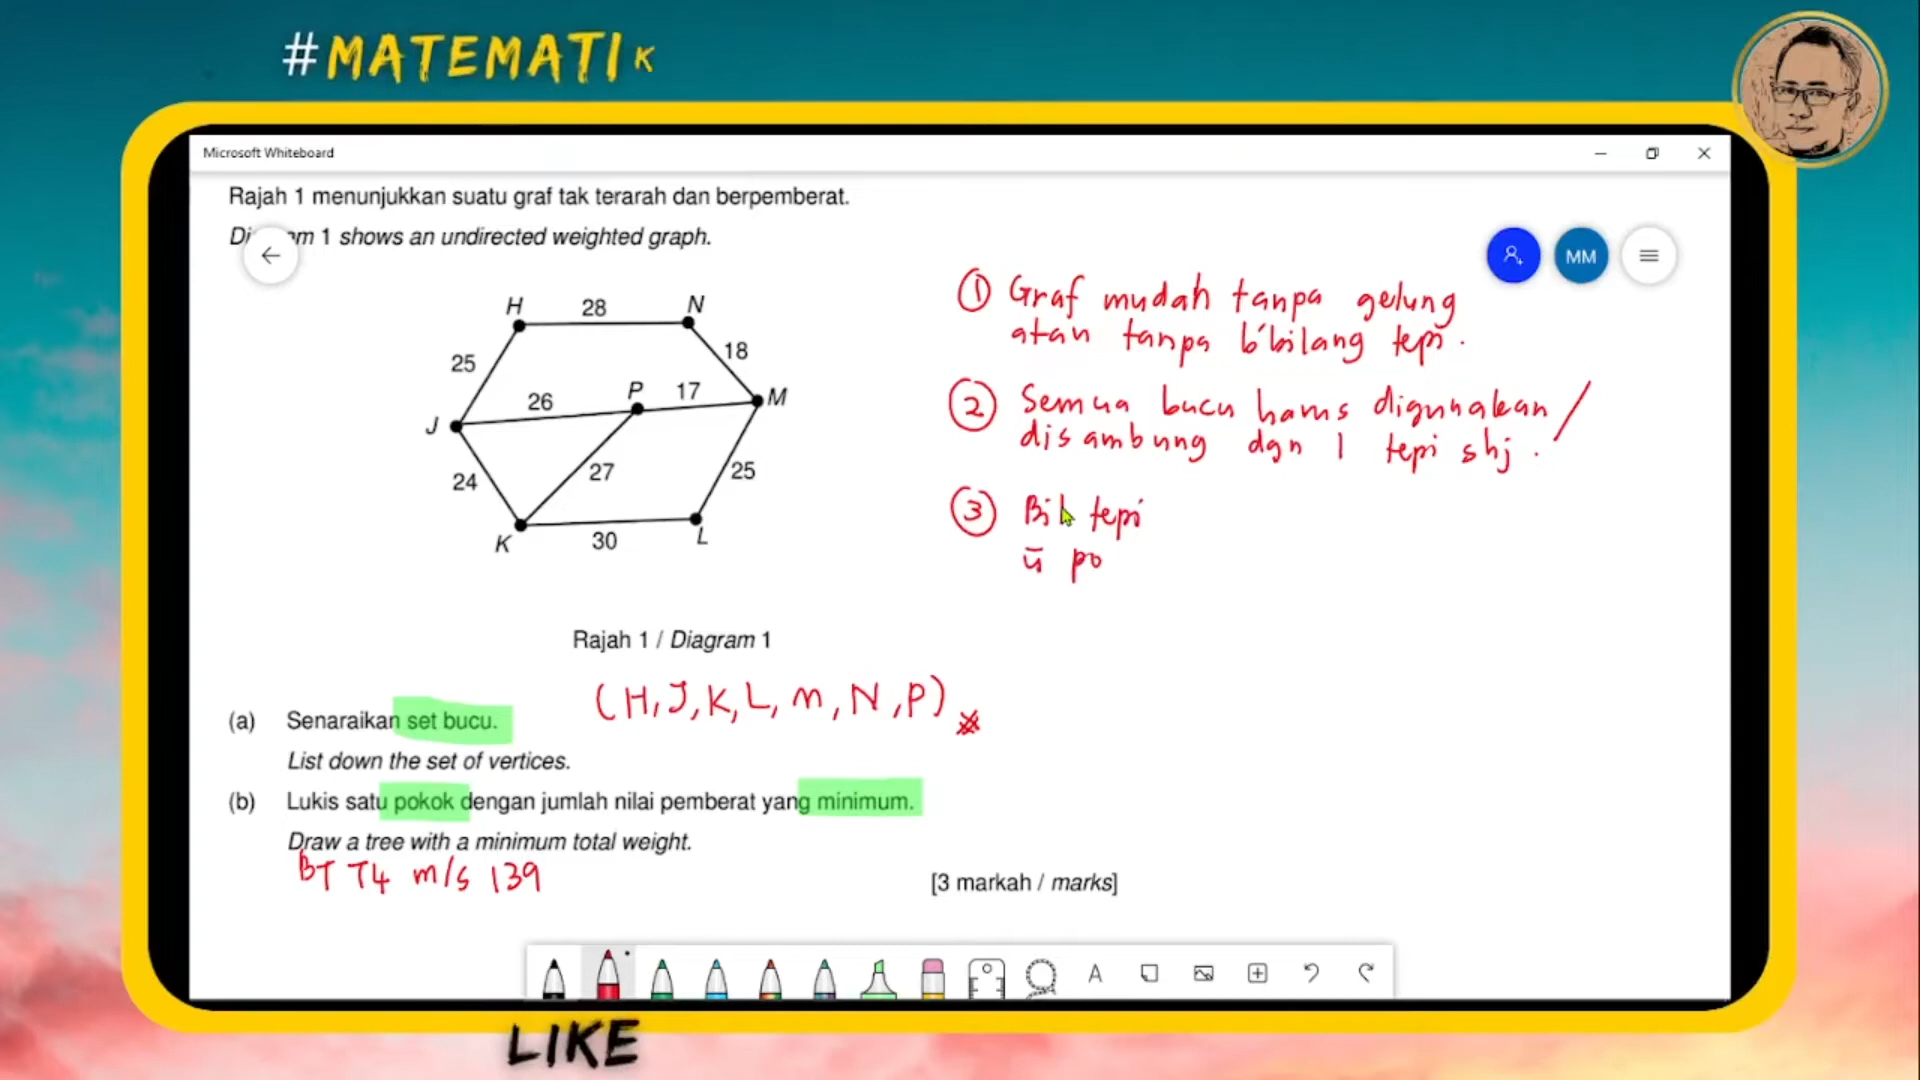 #MATEMATIK
Microsoft Whiteboard
Rajah 1 menunjukkan suatu graf tak terarah dan berpemberat.
Di m 1 shows an undirected weighted graph.
MM
H 28 N
25 18
26 P 17 M
J
24 27 25
K 30 L
Rajah 1 / Diagram 1
① Graf mudah tanpa gelung
atau tanpa b'bilang tepi.
② Semua bucu harus digunakan /
disambung dgn 1 tepi shj.
③ Bil tepi
ū po
(a) Senaraikan set bucu. (H, J, K, L, M, N, P)
List down the set of vertices.
(b) Lukis satu pokok dengan jumlah nilai pemberat yang minimum.
Draw a tree with a minimum total weight.
BT T4 m/s 139
[3 markah / marks]
A
LIKE